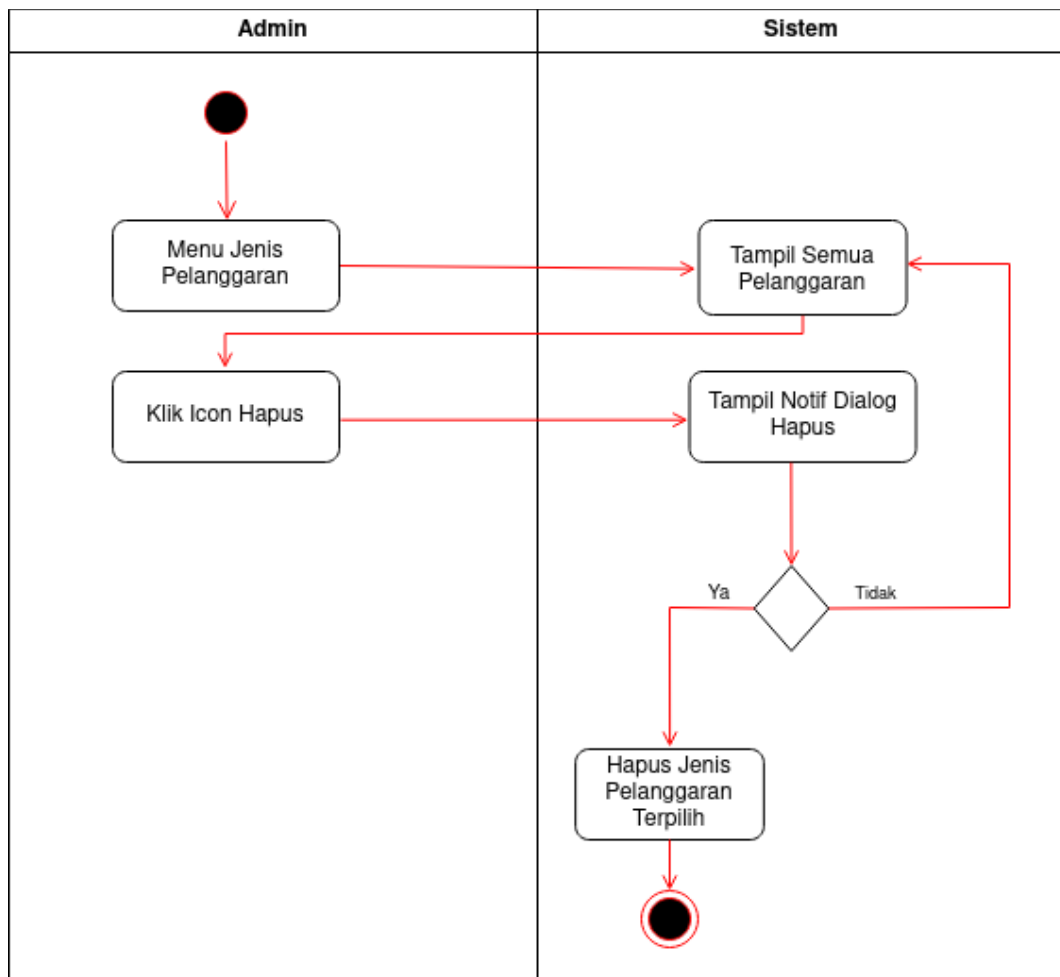 Admin
Sistem
Menu Jenis
Pelanggaran
Tampil Semua
Pelanggaran
Klik Icon Hapus
Tampil Notif Dialog
Hapus
Ya
Tidak
Hapus Jenis
Pelanggaran
Terpilih